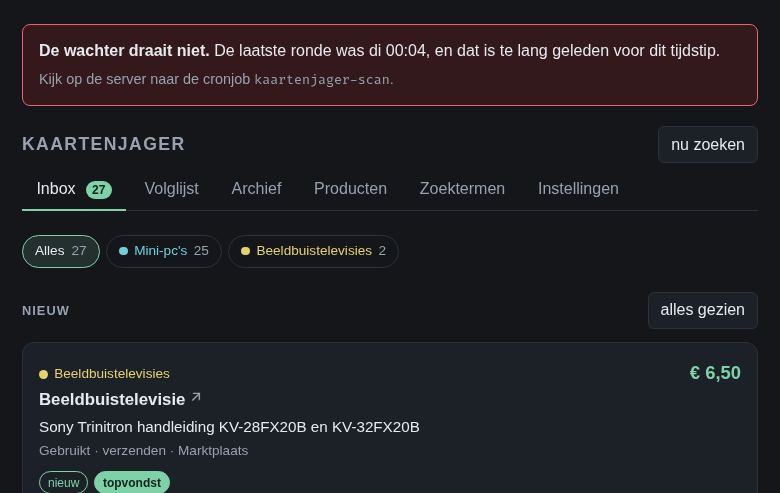 De wachter draait niet. De laatste ronde was di 00:04, en dat is te lang geleden voor dit tijdstip.
Kijk op de server naar de cronjob kaartenjager-scan.
KAARTENJAGER
nu zoeken
Inbox 27 Volglijst Archief Producten Zoektermen Instellingen
Alles 27 Mini-pc's 25 Beeldbuistelevisies 2
NIEUW
alles gezien
Beeldbuistelevisies
€ 6,50
Beeldbuistelevisie ↗
Sony Trinitron handleiding KV-28FX20B en KV-32FX20B
Gebruikt · verzenden · Marktplaats
nieuw topvondst